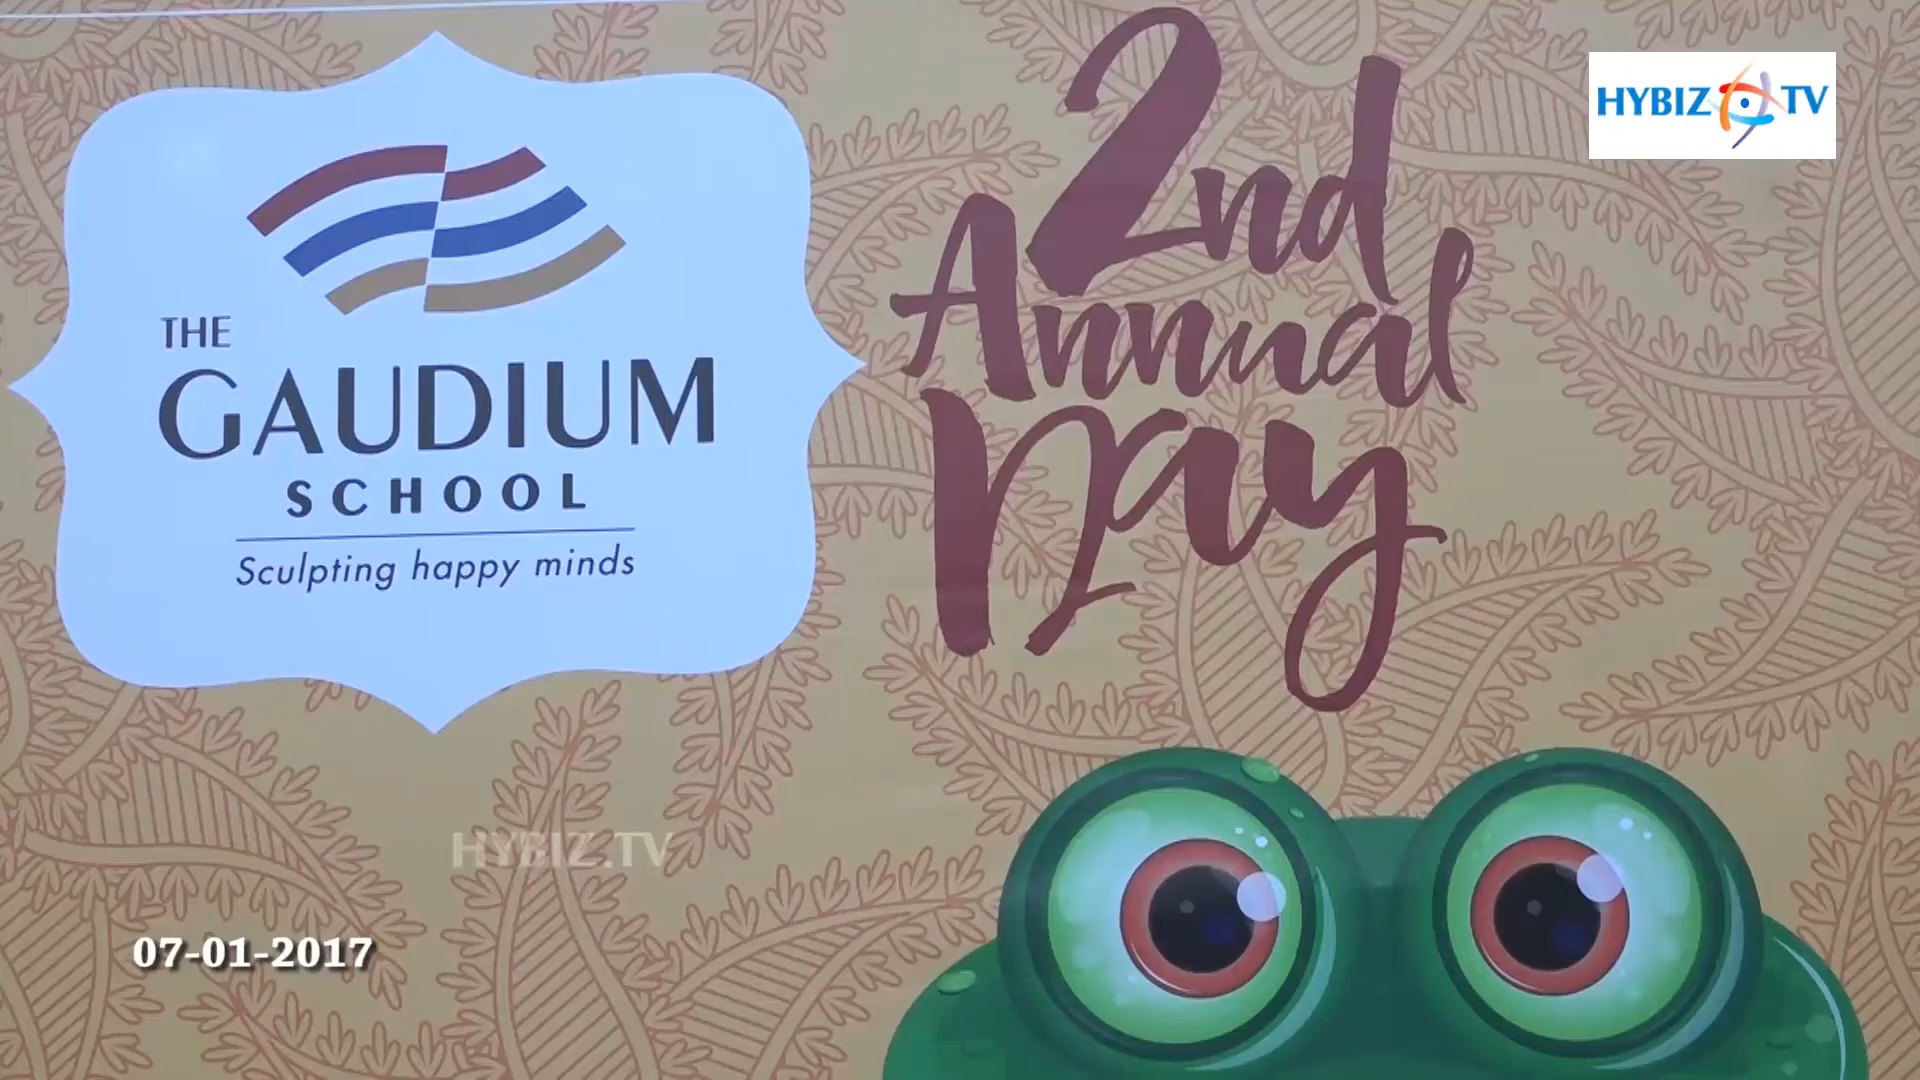 THE
GAUDIUM
SCHOOL
Sculpting happy minds
2nd
Annual
Day
HYBIZ TV
HYBIZ.TV
07-01-2017